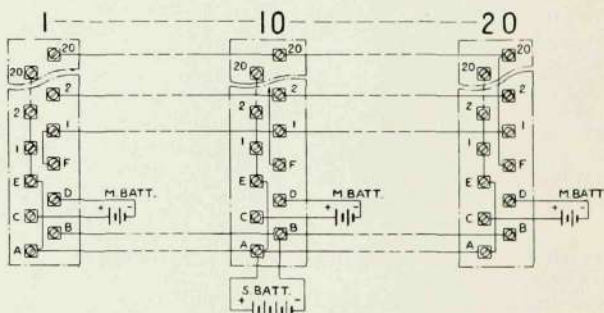 1 10 20
20 20 20
20 20 20
2 2 2
2 2 2
1 1 1
1 1 1
F F F
E E E
D M.BATT. D M.BATT. D M.BATT
C + - C + - C + -
B B B
A A A
S.BATT.
+ -